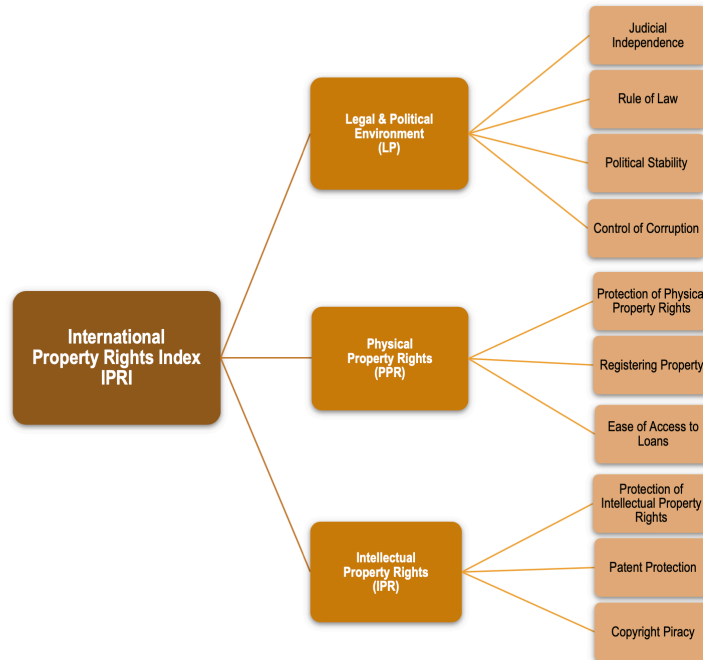 International
Property Rights Index
IPRI
Legal & Political
Environment
(LP)
Judicial
Independence
Rule of Law
Political Stability
Control of Corruption
Physical
Property Rights
(PPR)
Protection of Physical
Property Rights
Registering Property
Ease of Access to
Loans
Intellectual
Property Rights
(IPR)
Protection of
Intellectual Property
Rights
Patent Protection
Copyright Piracy